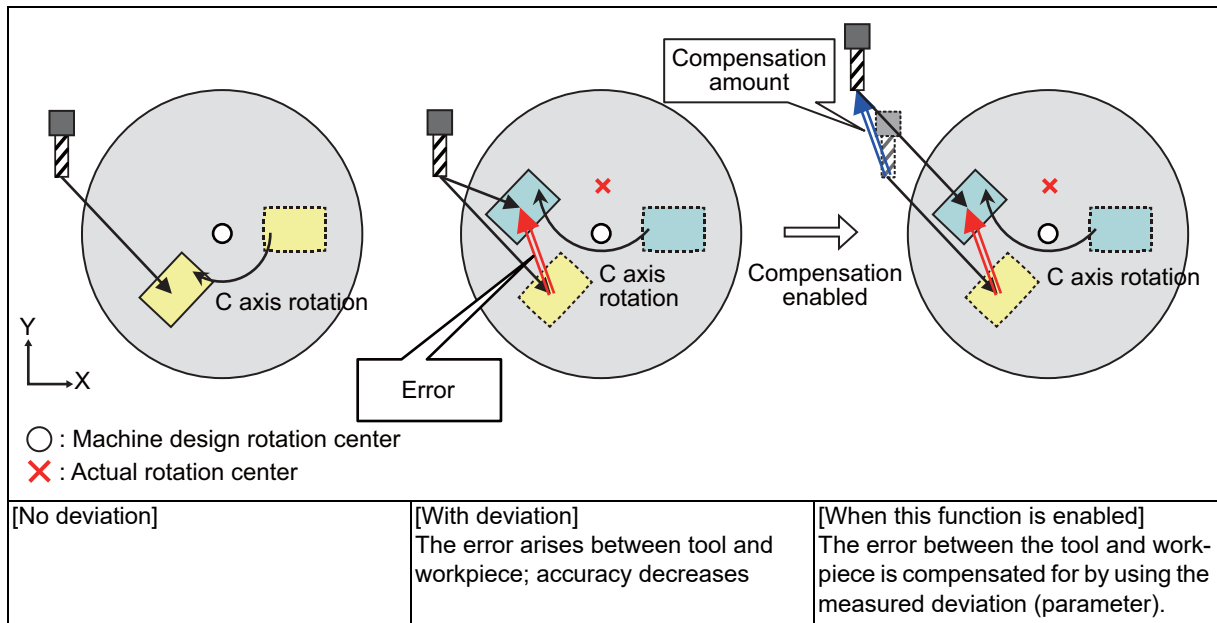 Compensation
amount
C axis rotation
C axis
rotation
Compensation
enabled
C axis rotation
Y
X
Error
○ : Machine design rotation center
× : Actual rotation center
[No deviation]
[With deviation]
The error arises between tool and
workpiece; accuracy decreases
[When this function is enabled]
The error between the tool and work-
piece is compensated for by using the
measured deviation (parameter).